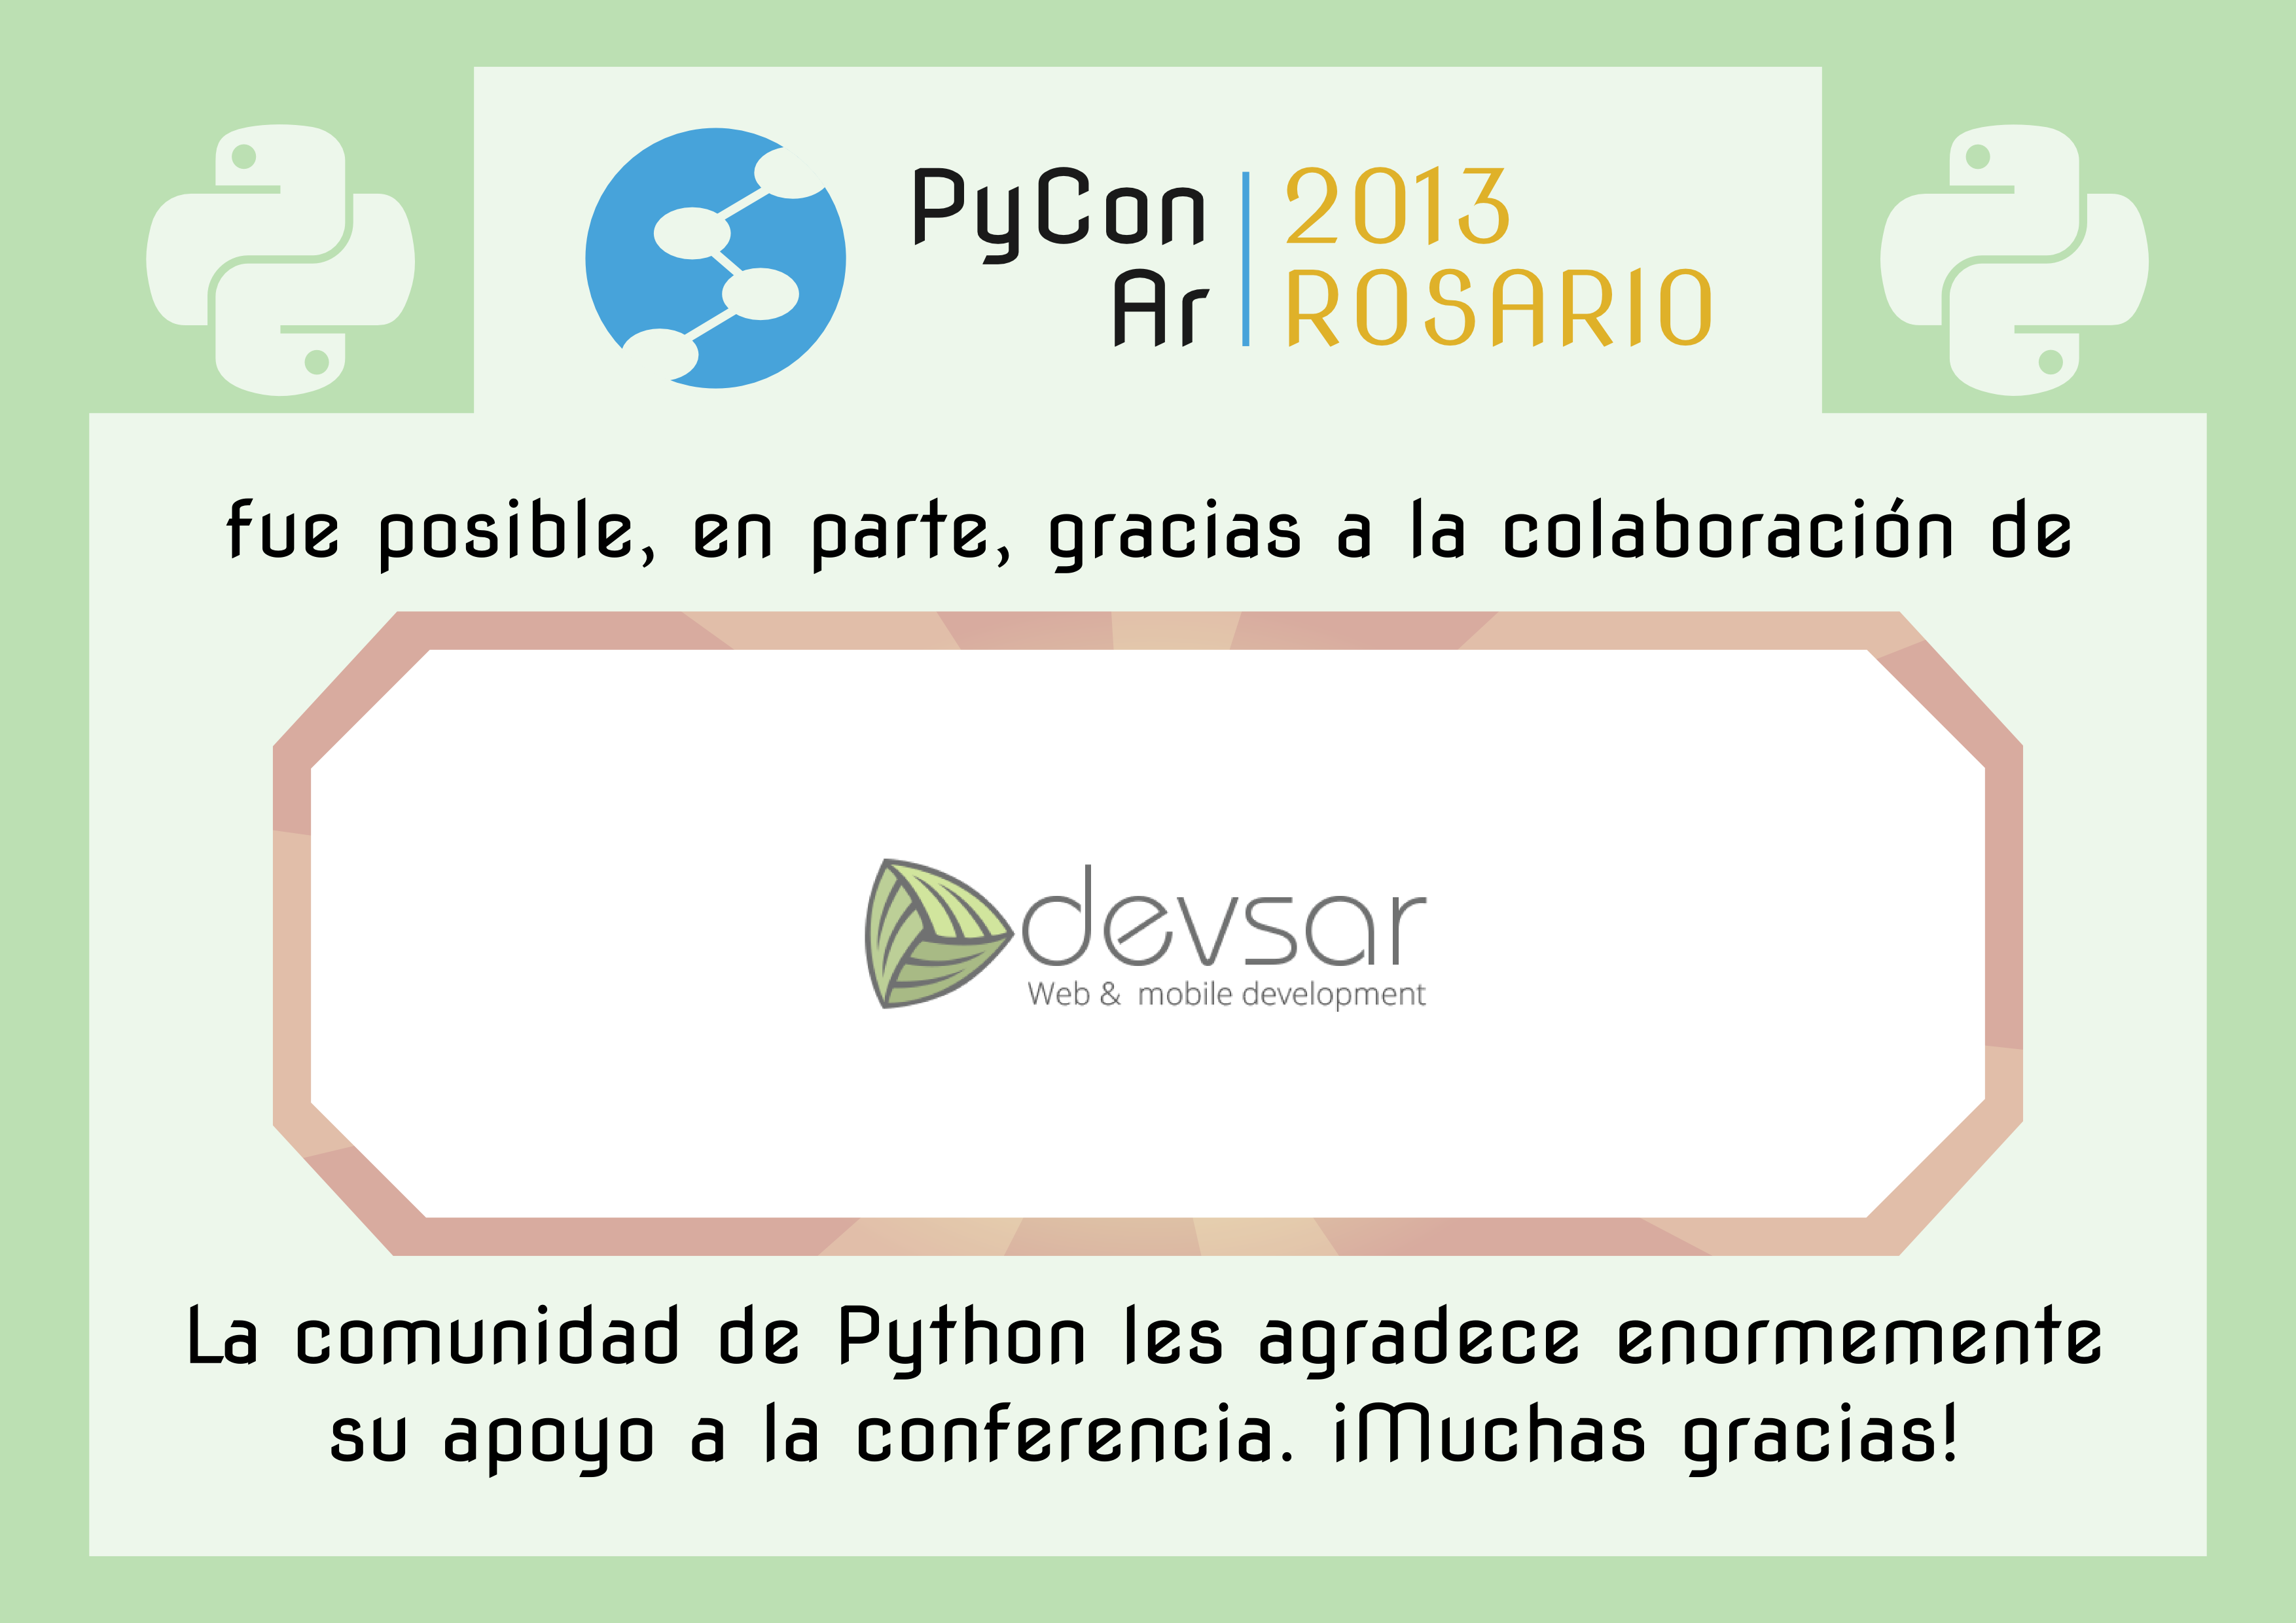 PyCon
Ar
2013
ROSARIO
fue posible, en parte, gracias a la colaboración de
devsar
Web & mobile development
La comunidad de Python les agradece enormemente
su apoyo a la conferencia. ¡Muchas gracias!